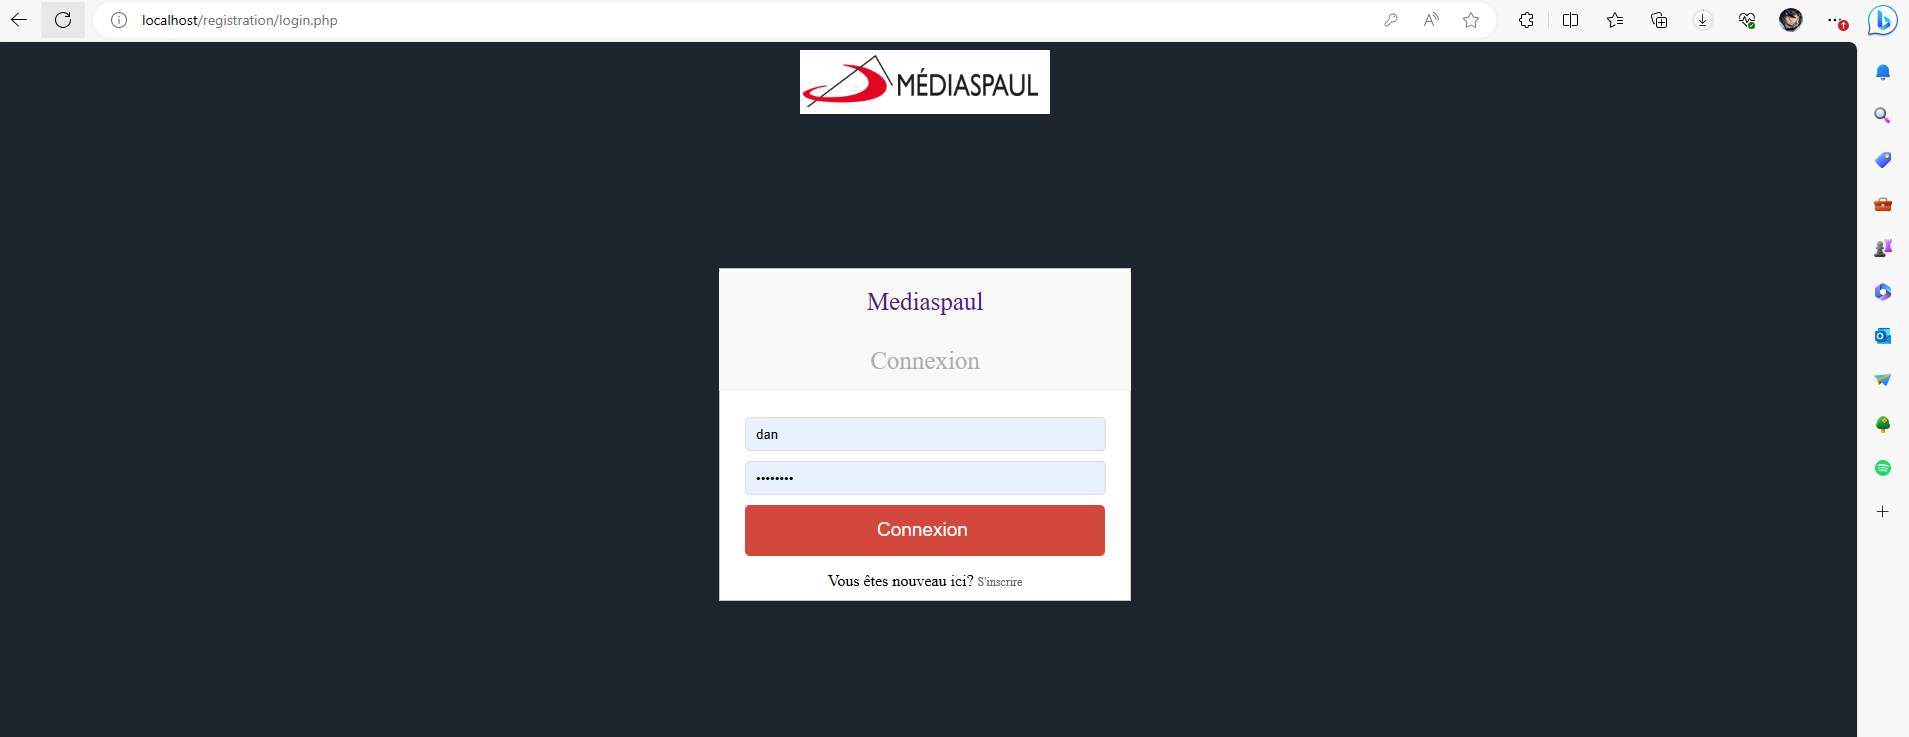 localhost/registration/login.php
MÉDIASPAUL
Mediaspaul
Connexion
dan
••••••••
Connexion
Vous êtes nouveau ici? S'inscrire